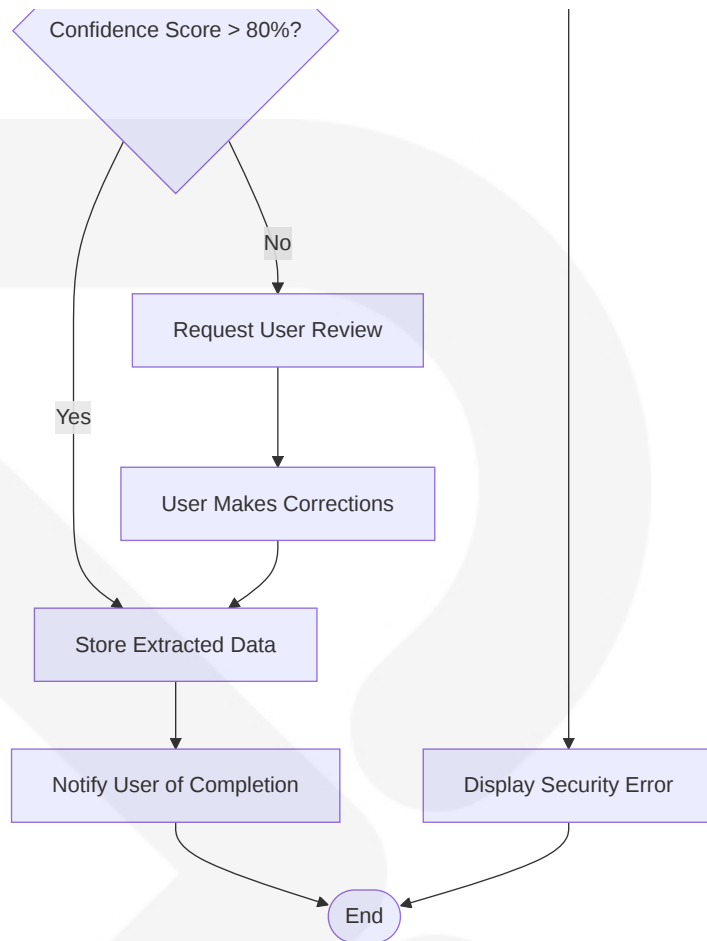 Confidence Score > 80%?
No
Request User Review
Yes
User Makes Corrections
Store Extracted Data
Notify User of Completion
Display Security Error
End